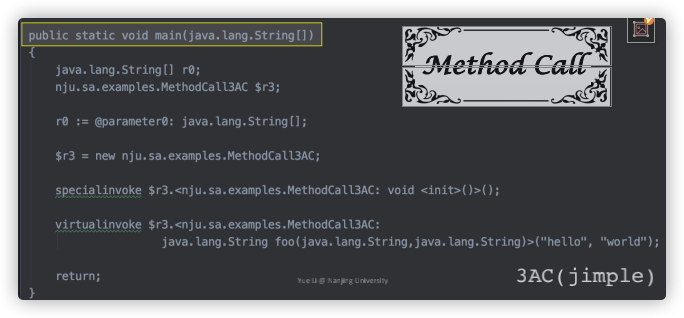 public static void main(java.lang.String[])
{
java.lang.String[] r0;
nju.sa.examples.MethodCall3AC $r3;
r0 := @parameter0: java.lang.String[];
$r3 = new nju.sa.examples.MethodCall3AC;
specialinvoke $r3.<nju.sa.examples.MethodCall3AC: void <init>()>();
virtualinvoke $r3.<nju.sa.examples.MethodCall3AC:
java.lang.String foo(java.lang.String,java.lang.String)>("hello", "world");
return;
}
Method Call
Yue Li @ Nanjing University
3AC(jimple)